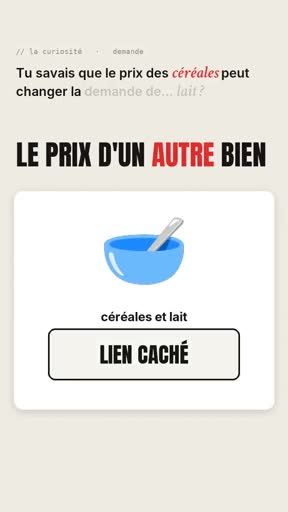 // la curiosité · demande
Tu savais que le prix des céréales peut
changer la demande de... lait ?
LE PRIX D'UN AUTRE BIEN
céréales et lait
LIEN CACHÉ